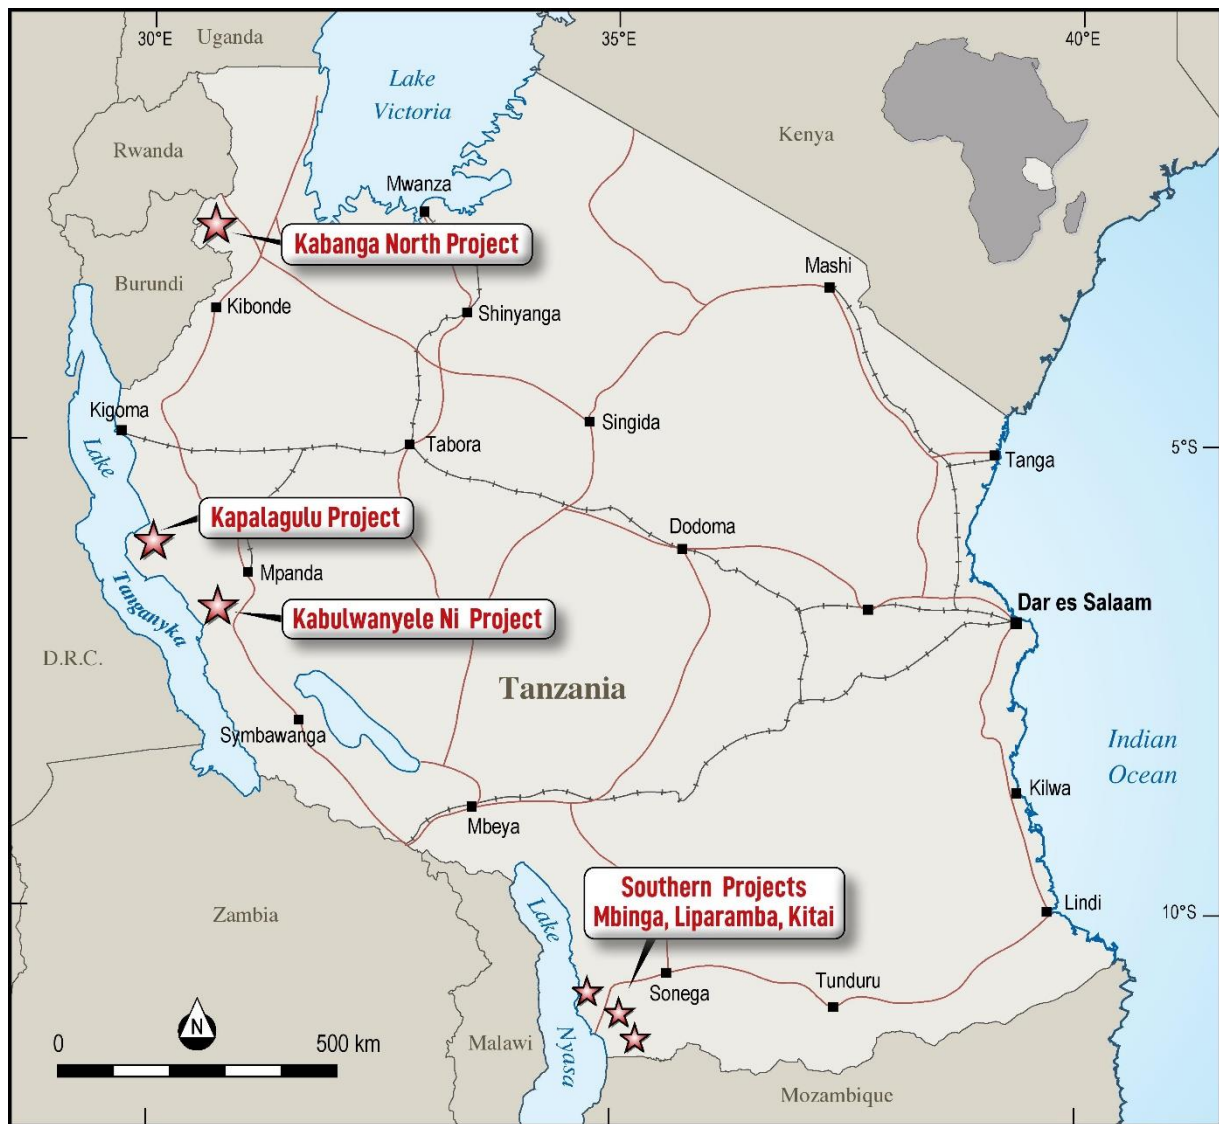 30°E
35°E
40°E
Uganda
Lake
Victoria
Kenya
Rwanda
Mwanza
Kabanga North Project
Mashi
Burundi
Kibonde
Shinyanga
Kigoma
Singida
Tabora
5°S
Tanga
Lake
Kapalagulu Project
Dodoma
Mpanda
Tanganyka
Kabulwanyele Ni Project
Dar es Salaam
D.R.C.
Tanzania
Symbawanga
Indian
Ocean
Kilwa
Mbeya
Southern Projects
Mbinga, Liparamba, Kitai
Zambia
Lake
Lindi
10°S
Sonega
Tunduru
N
0
500 km
Malawi
Nyasa
Mozambique